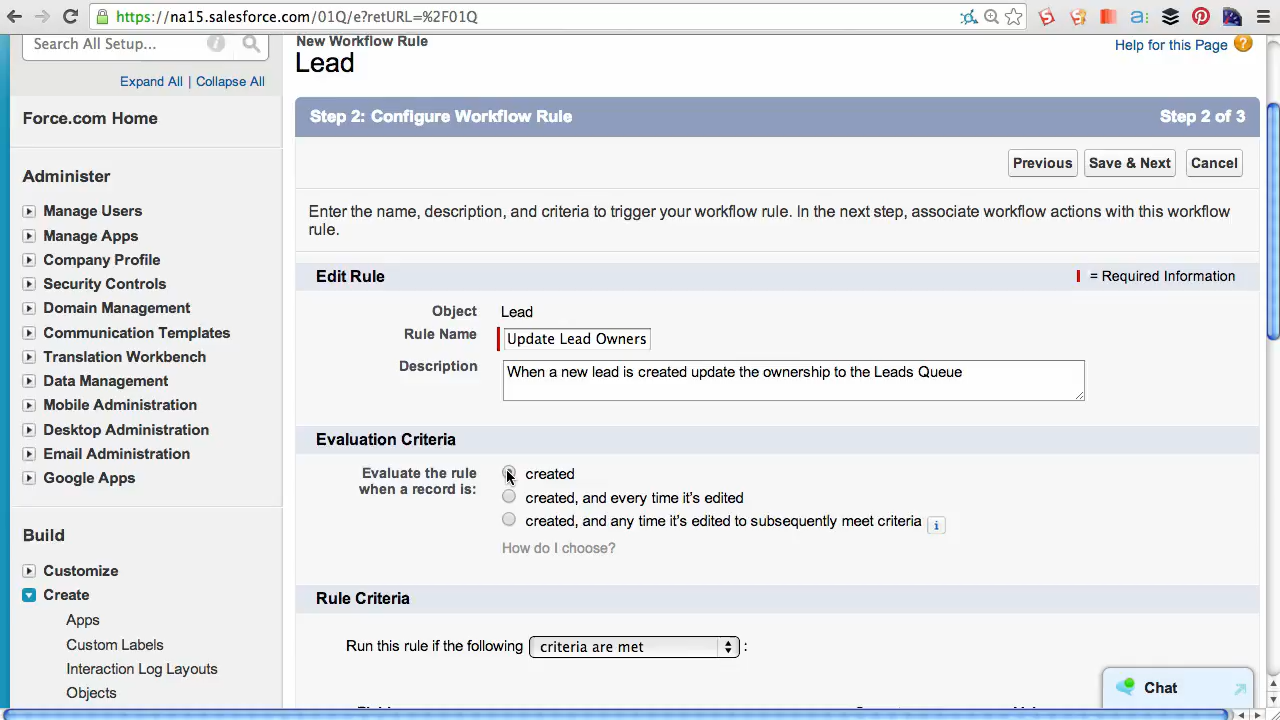 https://na15.salesforce.com/01Q/e?retURL=%2F01Q
Search All Setup...
Expand All | Collapse All
Force.com Home
Administer
Manage Users
Manage Apps
Company Profile
Security Controls
Domain Management
Communication Templates
Translation Workbench
Data Management
Mobile Administration
Desktop Administration
Email Administration
Google Apps
Build
Customize
Create
Apps
Custom Labels
Interaction Log Layouts
Objects
New Workflow Rule
Lead
Help for this Page
Step 2: Configure Workflow Rule
Step 2 of 3
Previous
Save & Next
Cancel
Enter the name, description, and criteria to trigger your workflow rule. In the next step, associate workflow actions with this workflow
rule.
Edit Rule
= Required Information
Object
Lead
Rule Name
Update Lead Owners
Description
When a new lead is created update the ownership to the Leads Queue
Evaluation Criteria
Evaluate the rule
when a record is:
created
created, and every time it's edited
created, and any time it's edited to subsequently meet criteria
How do I choose?
Rule Criteria
Run this rule if the following criteria are met :
Chat